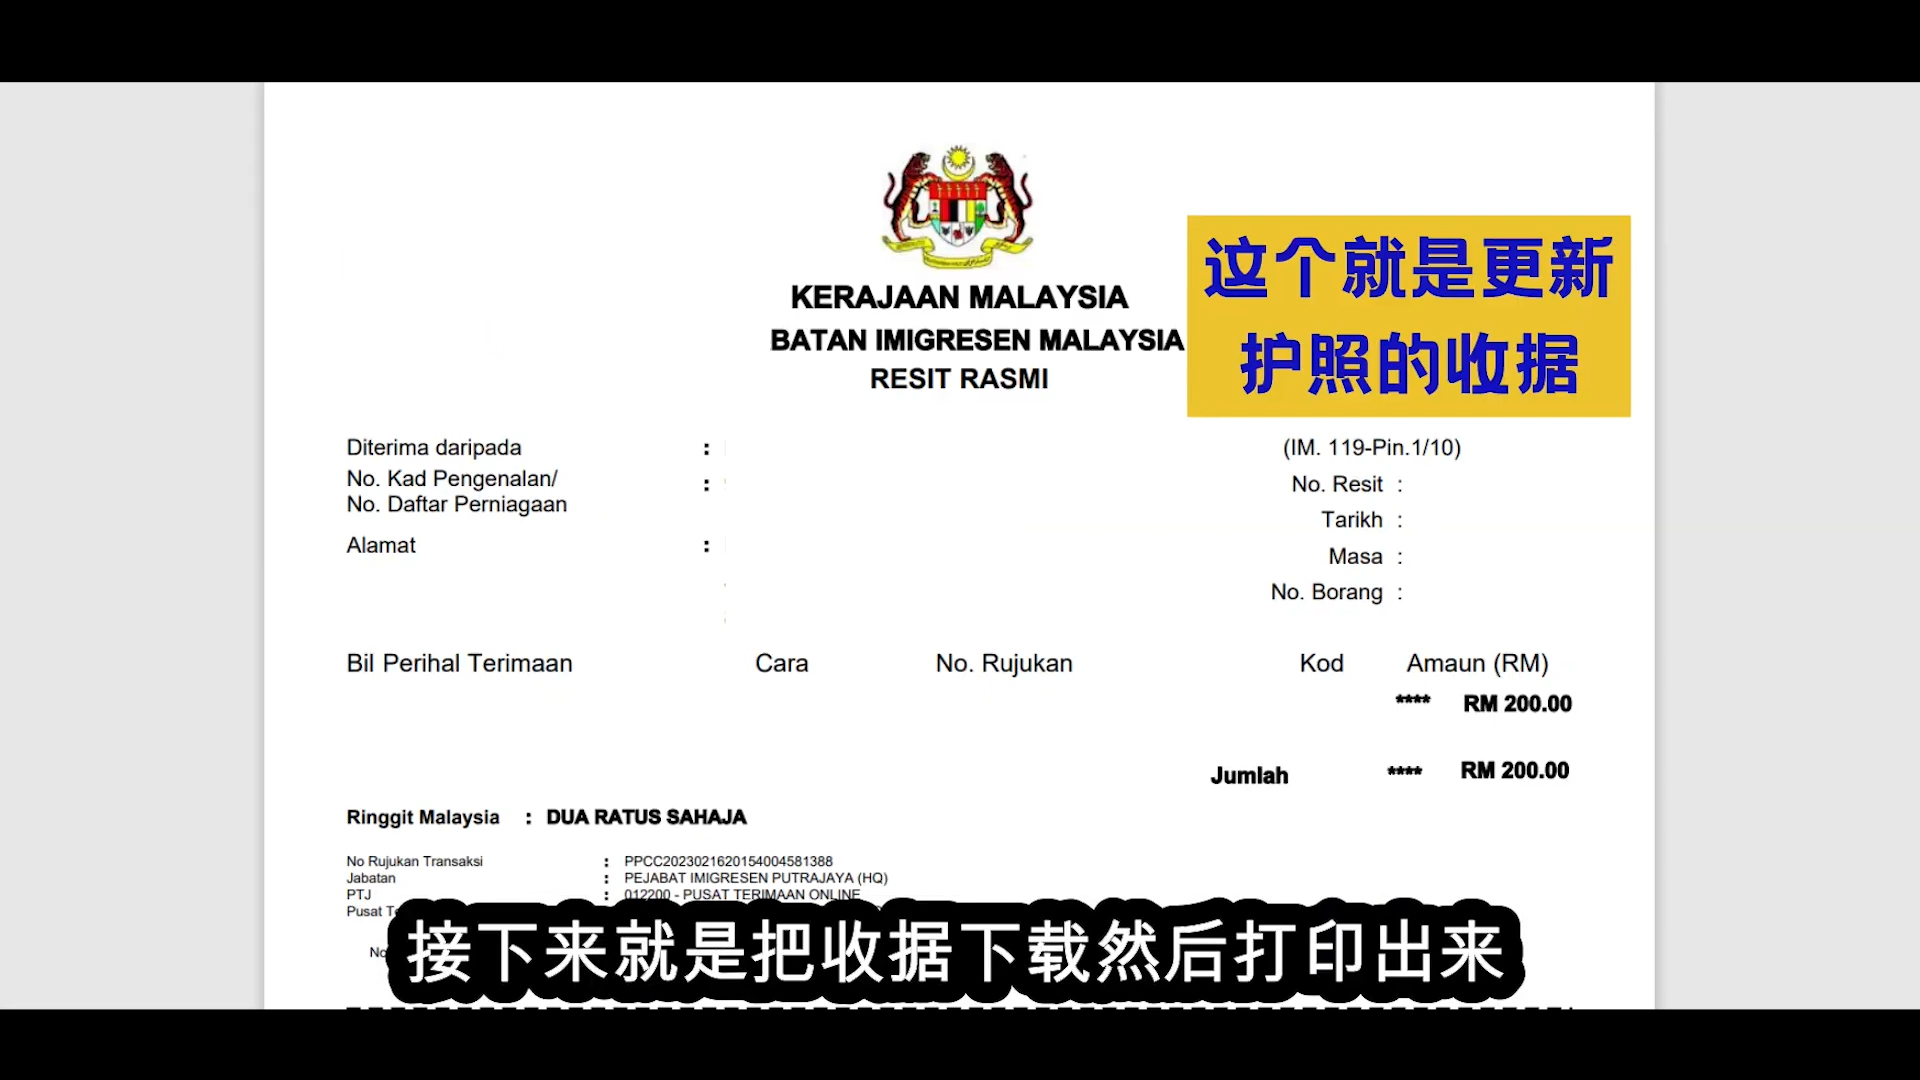 KERAJAAN MALAYSIA
BATAN IMIGRESEN MALAYSIA
RESIT RASMI
这个就是更新
护照的收据
Diterima daripada :
(IM. 119-Pin.1/10)
No. Kad Pengenalan/ :
No. Daftar Perniagaan
No. Resit :
Tarikh :
Alamat :
Masa :
No. Borang :
Bil Perihal Terimaan Cara No. Rujukan Kod Amaun (RM)
**** RM 200.00
Jumlah **** RM 200.00
Ringgit Malaysia : DUA RATUS SAHAJA
No Rujukan Transaksi : PPCC2023021620154004581388
Jabatan : PEJABAT IMIGRESEN PUTRAJAYA (HQ)
PTJ : 012200 - PUSAT TERIMAAN ONLINE
Pusat
No
接下来就是把收据下载然后打印出来